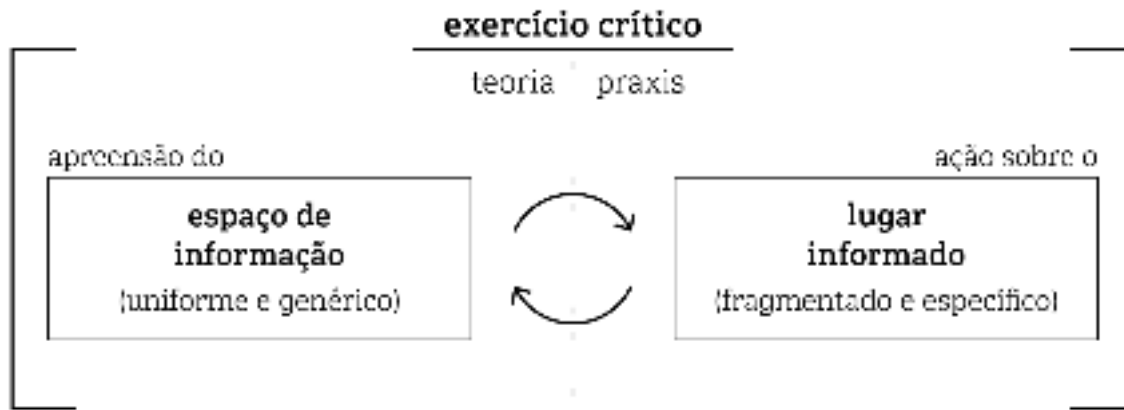 exercício crítico
teoria praxis
apreensão do
espaço de
informação
(uniforme e genérico)
ação sobre o
lugar
informado
(fragmentado e específico)